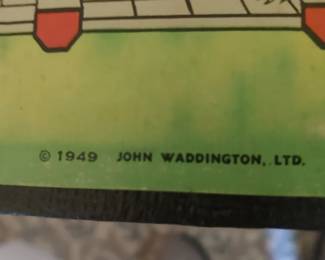 © 1949 JOHN WADDINGTON, LTD.